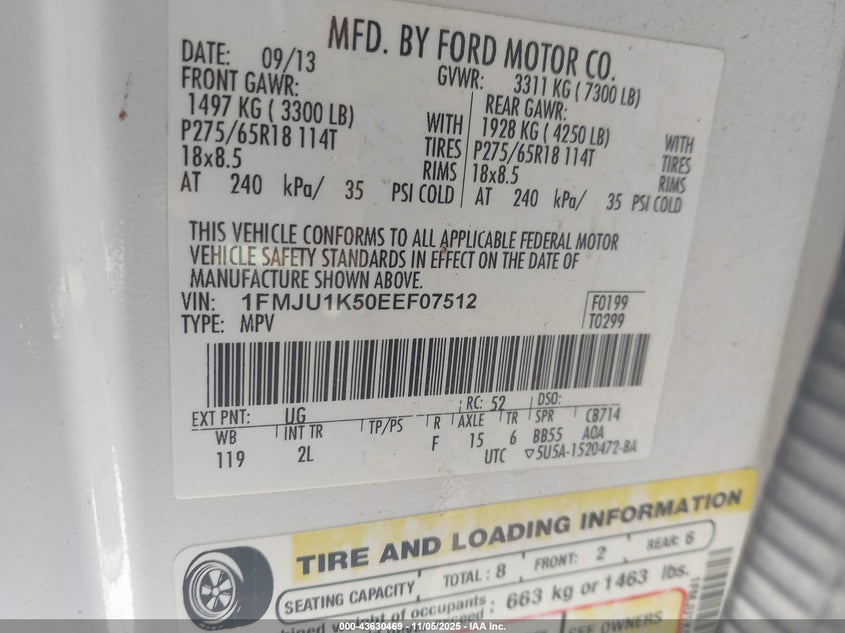 MFD. BY FORD MOTOR CO.
DATE: 09/13 GVWR: 3311 KG ( 7300 LB)
FRONT GAWR: REAR GAWR:
1497 KG ( 3300 LB) WITH 1928 KG ( 4250 LB) WITH
P275/65R18 114T TIRES P275/65R18 114T TIRES
18x8.5 RIMS 18x8.5 RIMS
AT 240 kPa/ 35 PSI COLD AT 240 kPa/ 35 PSI COLD
THIS VEHICLE CONFORMS TO ALL APPLICABLE FEDERAL MOTOR
VEHICLE SAFETY STANDARDS IN EFFECT ON THE DATE OF
MANUFACTURE SHOWN ABOVE.
VIN: 1FMJU1K50EEF07512 F0199
TYPE: MPV T0299
EXT PNT: UG RC: 52 DSO:
WB INT TR TP/PS R AXLE TR SPR CB714
119 2L F 15 6 BB55 A0A
UTC ▽5U5A-1520472-BA
TIRE AND LOADING INFORMATION
SEATING CAPACITY TOTAL : 8 FRONT: 2 REAR: 6
weight of occupants : 663 kg or 1463 lbs.
SEE OWNERS
© 000-43630469 - 11/05/2025 - IAA Inc.